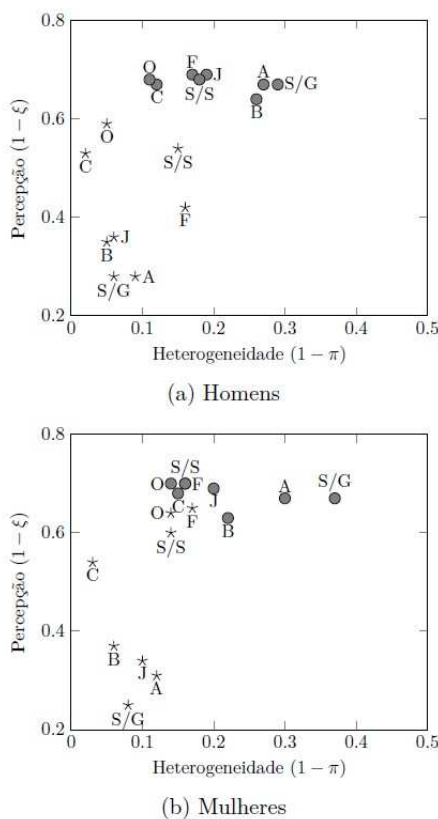 0.8
O F J A S/G
C S/S B
0.6
O
C
S/S
Percepção (1 − ξ)
0.4
F
J
B
S/G A
0.2
0 0.1 0.2 0.3 0.4 0.5
Heterogeneidade (1 − π)
(a) Homens
0.8
S/S S/G
O F A
C J
O F B
0.6
S/S
C
Percepção (1 − ξ)
0.4
B
J A
S/G
0.2
0 0.1 0.2 0.3 0.4 0.5
Heterogeneidade (1 − π)
(b) Mulheres